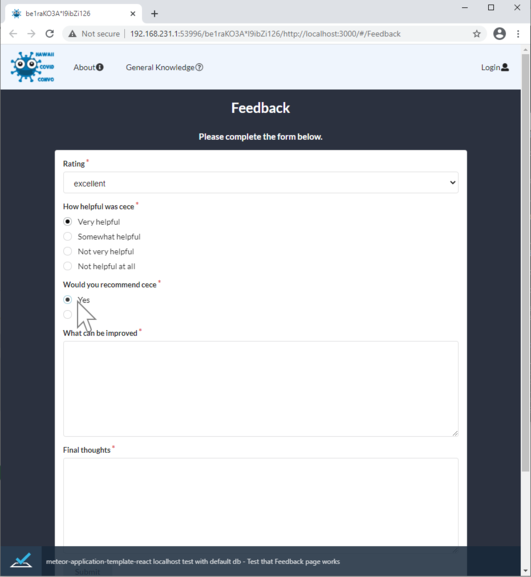 be1raKO3A*I9ibZi126
Not secure
192.168.231.1:53996/be1raKO3A*I9ibZi126/http://localhost:3000/#/Feedback
HAWAII
COVID
CONVO
About
General Knowledge
Login
Feedback
Please complete the form below.
Rating *
excellent
How helpful was cece *
Very helpful
Somewhat helpful
Not very helpful
Not helpful at all
Would you recommend cece *
Yes
What can be improved *
Final thoughts *
meteor-application-template-react localhost test with default db - Test that Feedback page works